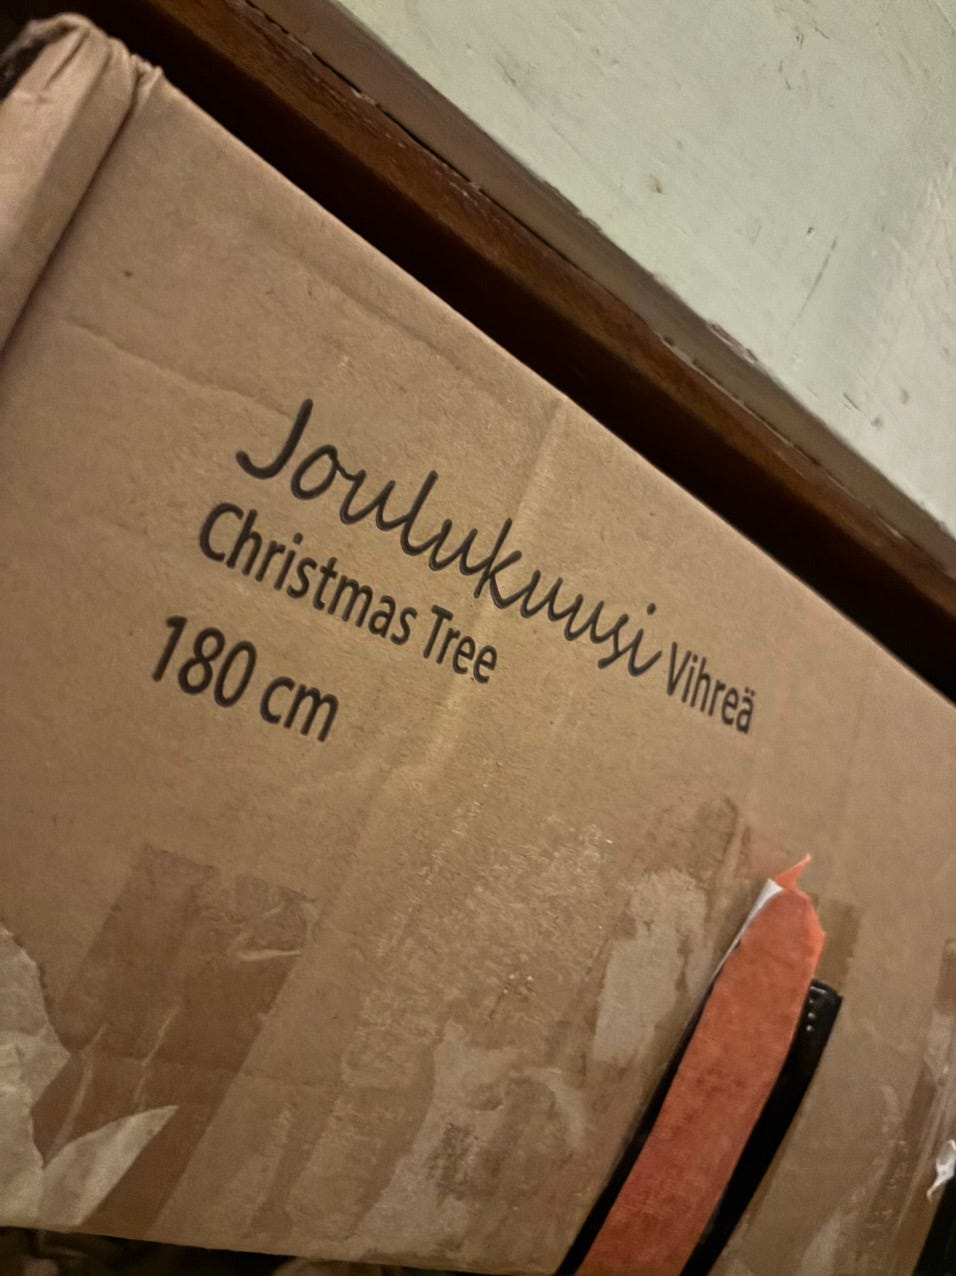 Joulukuusi Vihreä
Christmas Tree
180 cm